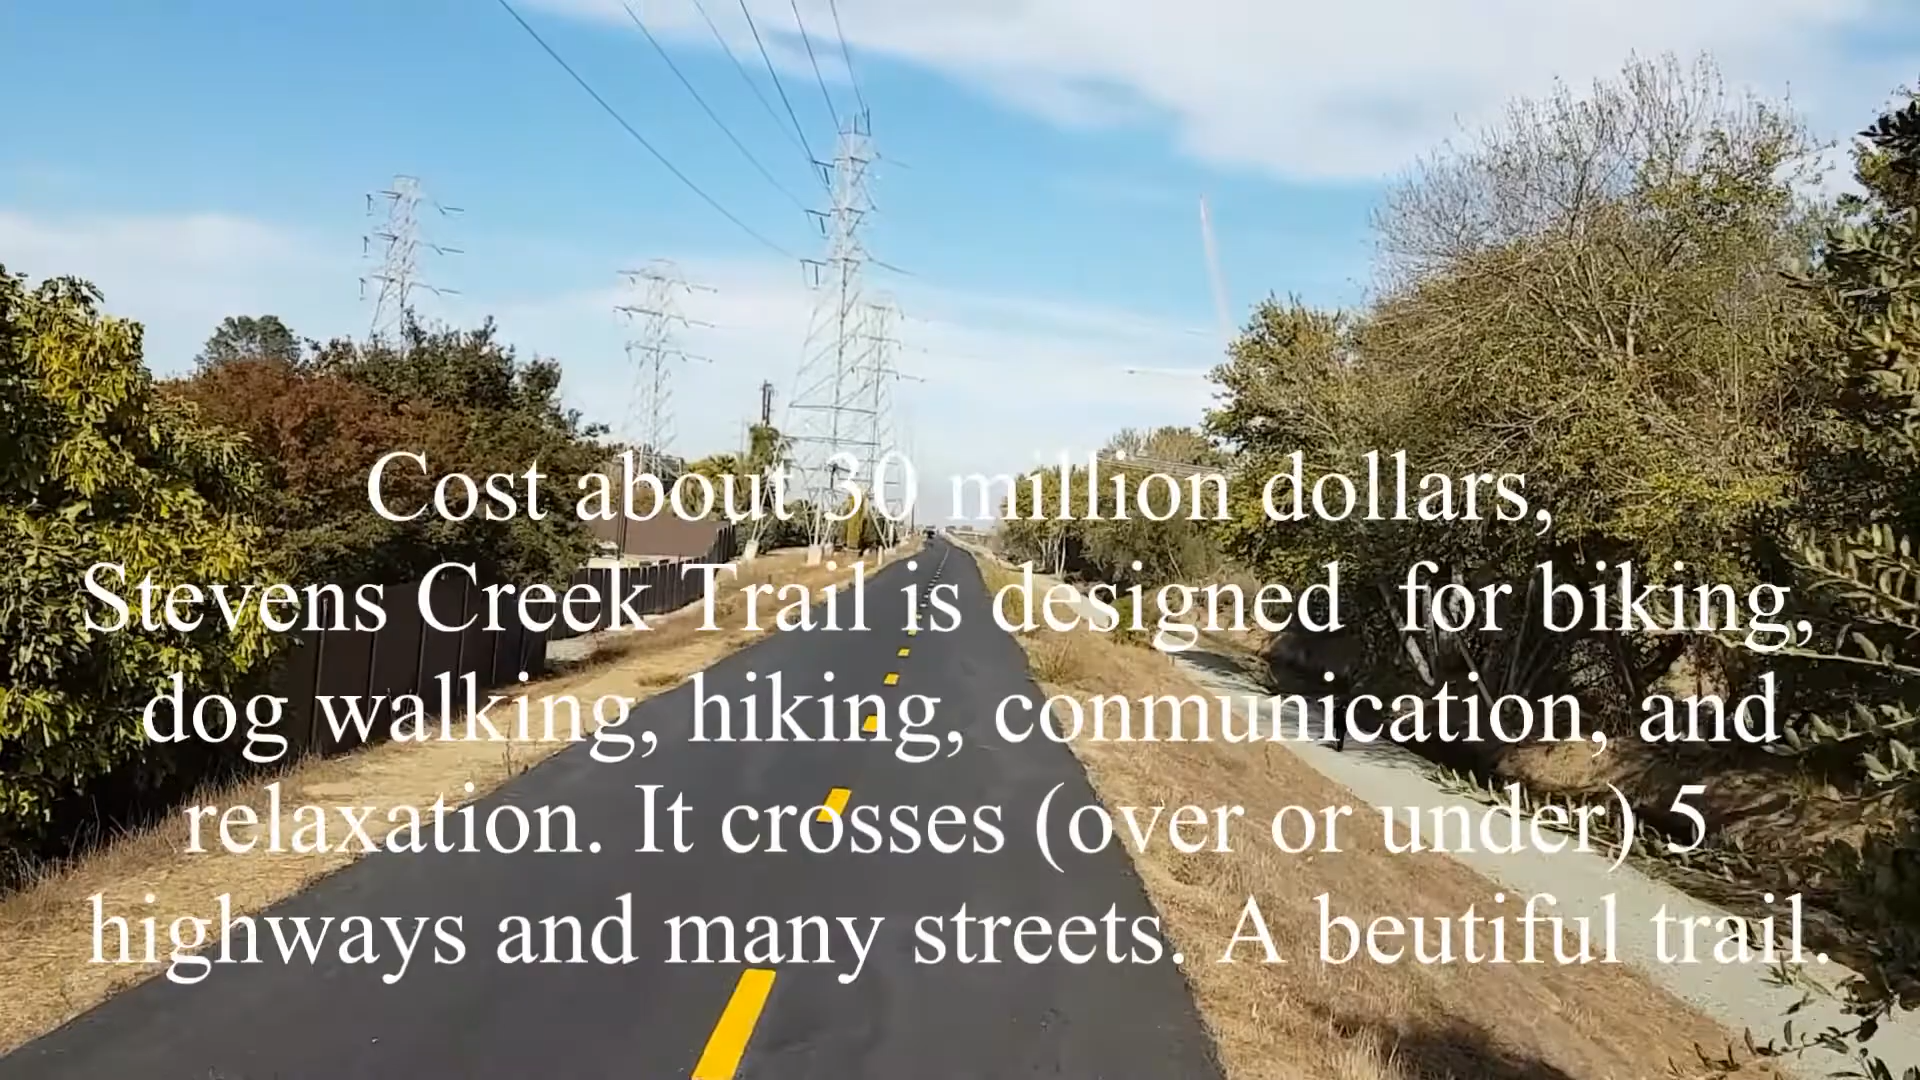 Cost about 30 million dollars,
Stevens Creek Trail is designed  for biking,
dog walking, hiking, conmunication, and
relaxation. It crosses (over or under) 5
highways and many streets. A beutiful trail.